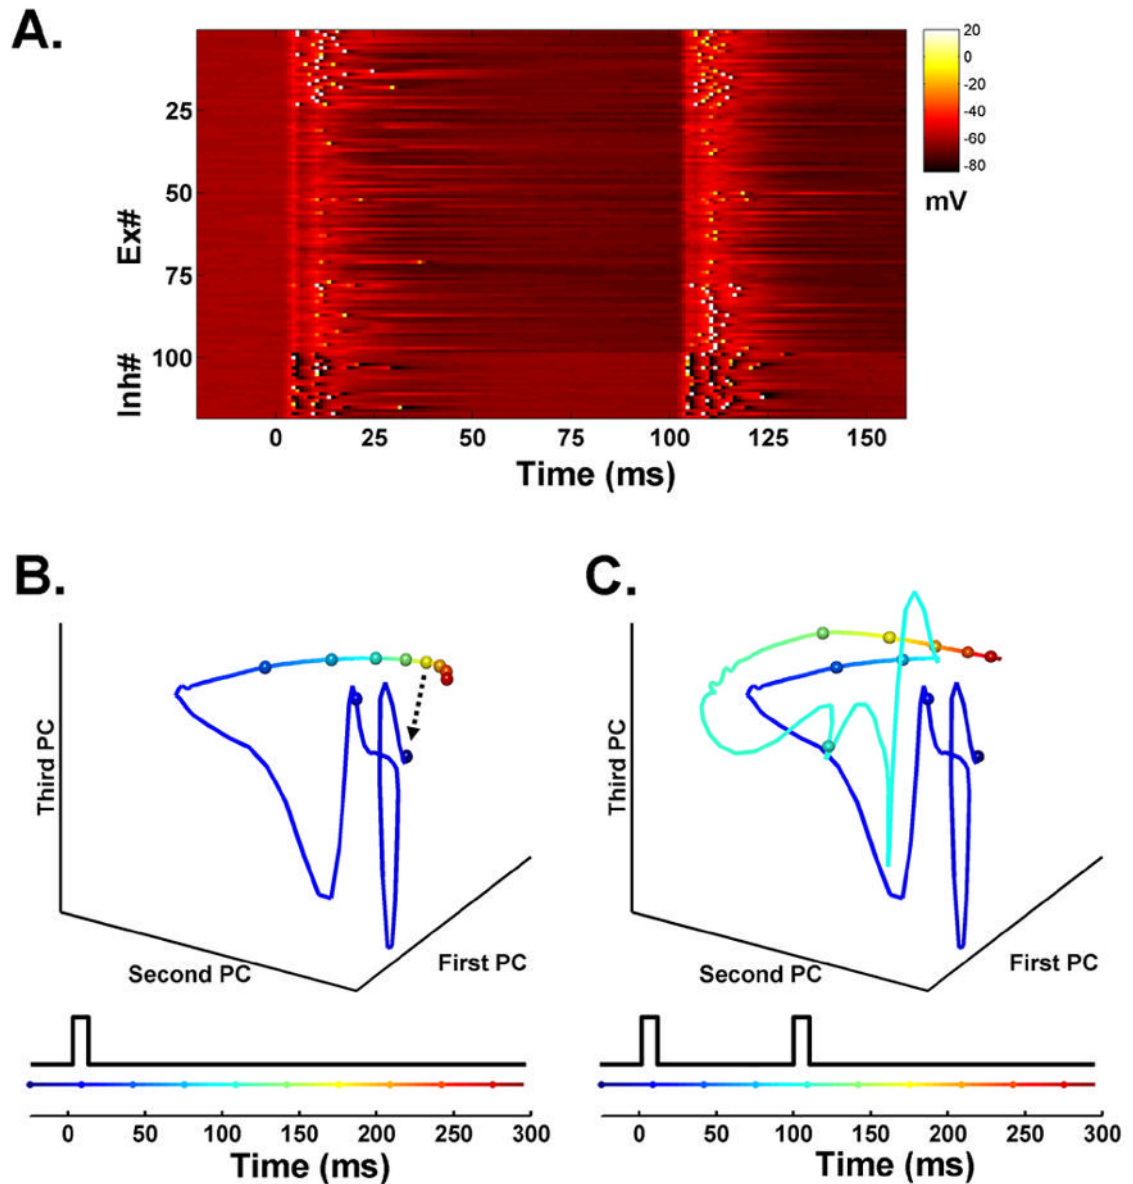 A.
Ex#
Inh#
25
50
75
100
0 25 50 75 100 125 150
Time (ms)
20
0
-20
-40
-60
-80
mV
B.
Third PC
Second PC
First PC
0 50 100 150 200 250 300
Time (ms)
C.
Third PC
Second PC
First PC
0 50 100 150 200 250 300
Time (ms)